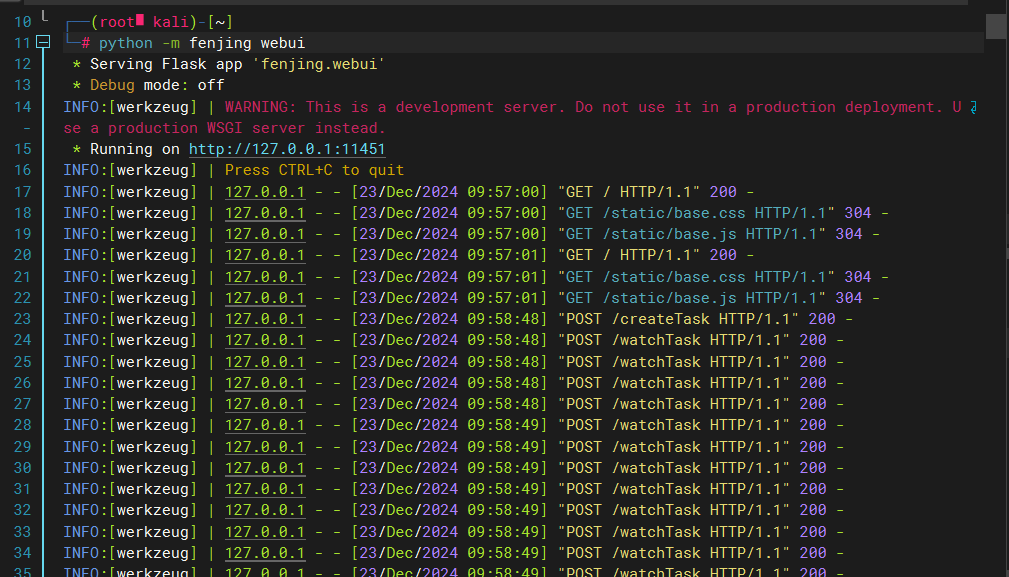 10 ┌──(root kali)-[~]
11 └─# python -m fenjing webui
12 * Serving Flask app 'fenjing.webui'
13 * Debug mode: off
14 INFO:[werkzeug] | WARNING: This is a development server. Do not use it in a production deployment. U
- se a production WSGI server instead.
15 * Running on http://127.0.0.1:11451
16 INFO:[werkzeug] | Press CTRL+C to quit
17 INFO:[werkzeug] | 127.0.0.1 - - [23/Dec/2024 09:57:00] "GET / HTTP/1.1" 200 -
18 INFO:[werkzeug] | 127.0.0.1 - - [23/Dec/2024 09:57:00] "GET /static/base.css HTTP/1.1" 304 -
19 INFO:[werkzeug] | 127.0.0.1 - - [23/Dec/2024 09:57:00] "GET /static/base.js HTTP/1.1" 304 -
20 INFO:[werkzeug] | 127.0.0.1 - - [23/Dec/2024 09:57:01] "GET / HTTP/1.1" 200 -
21 INFO:[werkzeug] | 127.0.0.1 - - [23/Dec/2024 09:57:01] "GET /static/base.css HTTP/1.1" 304 -
22 INFO:[werkzeug] | 127.0.0.1 - - [23/Dec/2024 09:57:01] "GET /static/base.js HTTP/1.1" 304 -
23 INFO:[werkzeug] | 127.0.0.1 - - [23/Dec/2024 09:58:48] "POST /createTask HTTP/1.1" 200 -
24 INFO:[werkzeug] | 127.0.0.1 - - [23/Dec/2024 09:58:48] "POST /watchTask HTTP/1.1" 200 -
25 INFO:[werkzeug] | 127.0.0.1 - - [23/Dec/2024 09:58:48] "POST /watchTask HTTP/1.1" 200 -
26 INFO:[werkzeug] | 127.0.0.1 - - [23/Dec/2024 09:58:48] "POST /watchTask HTTP/1.1" 200 -
27 INFO:[werkzeug] | 127.0.0.1 - - [23/Dec/2024 09:58:48] "POST /watchTask HTTP/1.1" 200 -
28 INFO:[werkzeug] | 127.0.0.1 - - [23/Dec/2024 09:58:49] "POST /watchTask HTTP/1.1" 200 -
29 INFO:[werkzeug] | 127.0.0.1 - - [23/Dec/2024 09:58:49] "POST /watchTask HTTP/1.1" 200 -
30 INFO:[werkzeug] | 127.0.0.1 - - [23/Dec/2024 09:58:49] "POST /watchTask HTTP/1.1" 200 -
31 INFO:[werkzeug] | 127.0.0.1 - - [23/Dec/2024 09:58:49] "POST /watchTask HTTP/1.1" 200 -
32 INFO:[werkzeug] | 127.0.0.1 - - [23/Dec/2024 09:58:49] "POST /watchTask HTTP/1.1" 200 -
33 INFO:[werkzeug] | 127.0.0.1 - - [23/Dec/2024 09:58:49] "POST /watchTask HTTP/1.1" 200 -
34 INFO:[werkzeug] | 127.0.0.1 - - [23/Dec/2024 09:58:49] "POST /watchTask HTTP/1.1" 200 -
35 INFO:[werkzeug] | 127.0.0.1 - - [23/Dec/2024 09:58:49] "POST /watchTask HTTP/1.1" 200 -